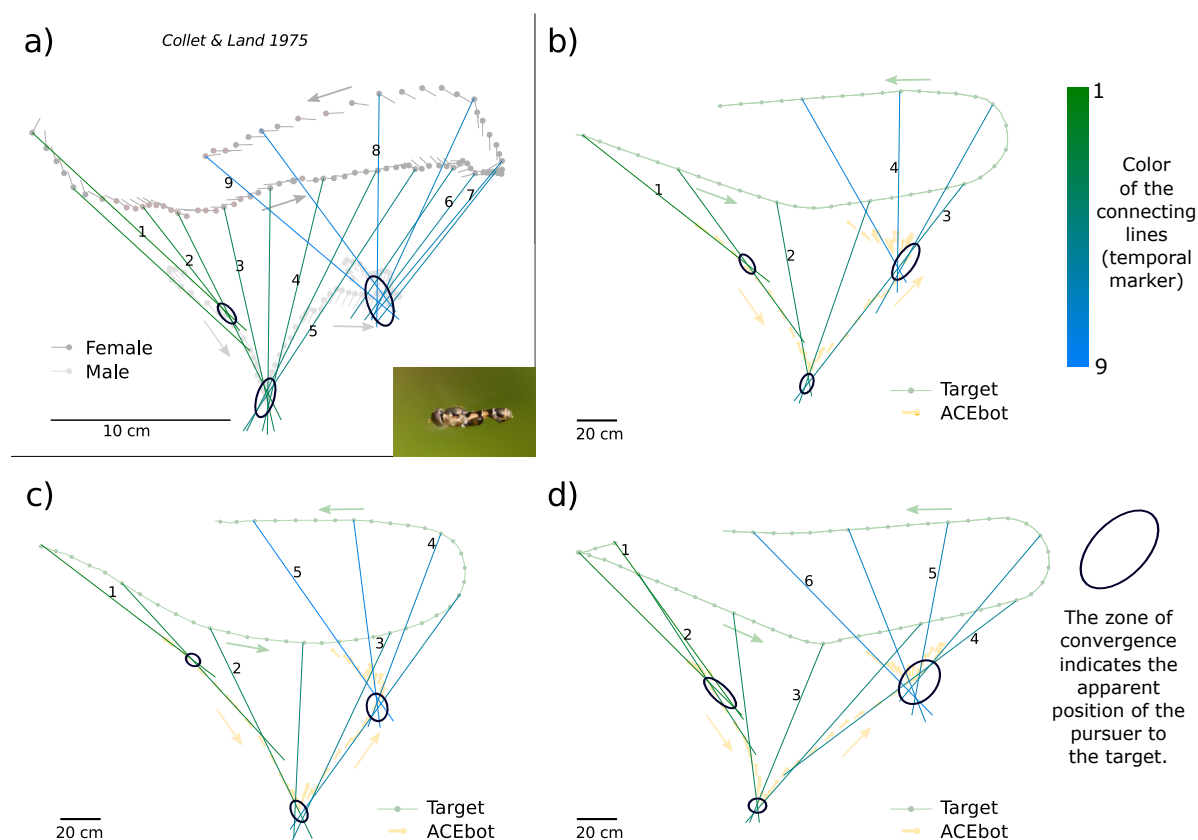 a)
Collet & Land 1975
1
2
3
4
5
6
7
8
9
Female
Male
10 cm
b)
1
2
3
4
Target
ACEbot
20 cm
1
Color
of the
connecting
lines
(temporal
marker)
9
c)
1
2
3
4
5
Target
ACEbot
20 cm
d)
1
2
3
4
5
6
Target
ACEbot
20 cm
The zone of
convergence
indicates the
apparent
position of the
pursuer to
the target.